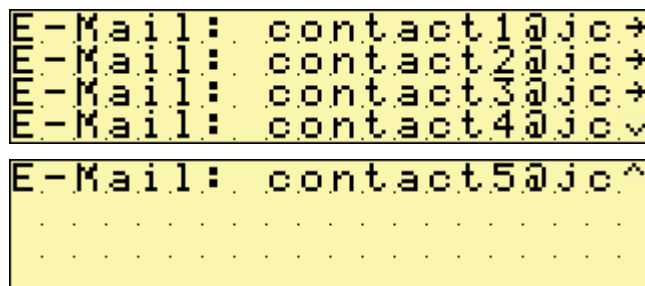 E-Mail: contact1@jc→
E-Mail: contact2@jc→
E-Mail: contact3@jc→
E-Mail: contact4@jc⌄
E-Mail: contact5@jc^